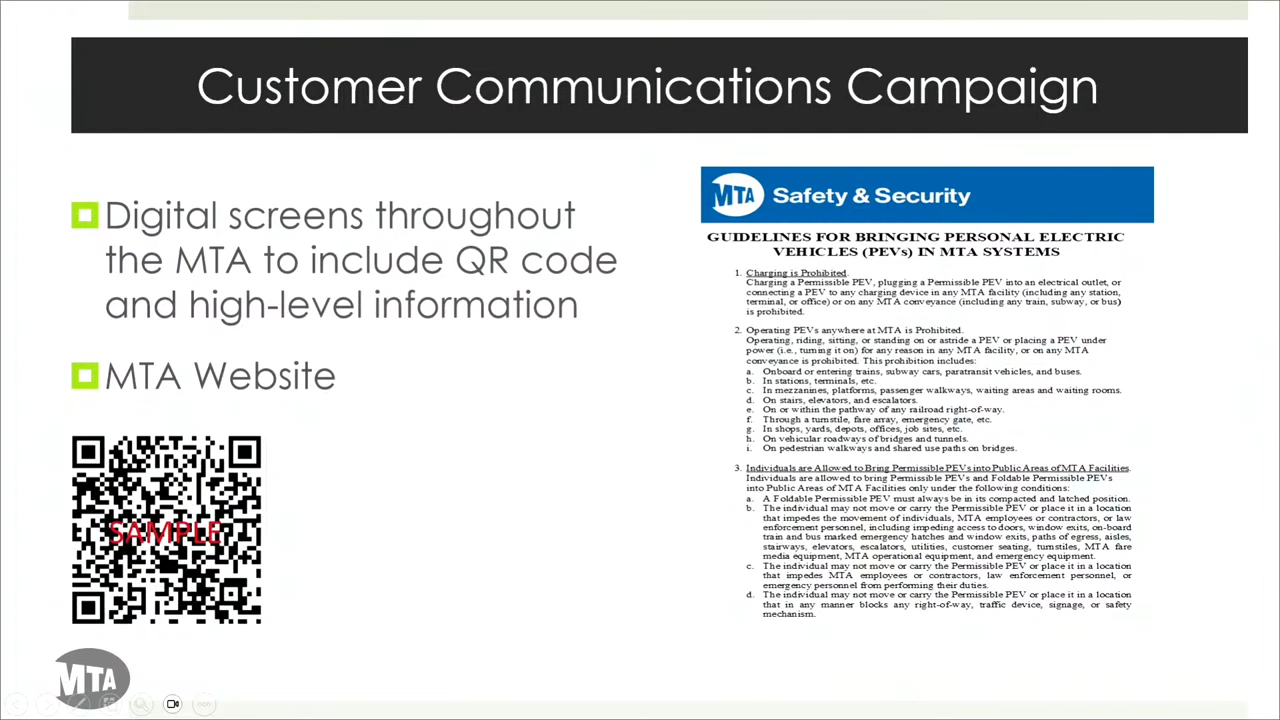 Customer Communications Campaign
Digital screens throughout
the MTA to include QR code
and high-level information
MTA Website
SAMPLE
MTA
MTA Safety & Security
GUIDELINES FOR BRINGING PERSONAL ELECTRIC
VEHICLES (PEVs) IN MTA SYSTEMS
1. Charging is Prohibited.
Charging a Permissible PEV, plugging a Permissible PEV into an electrical outlet, or
connecting a PEV to any charging device in any MTA facility (including any station,
terminal, or office) or on any MTA conveyance (including any train, subway, or bus)
is prohibited.
2. Operating PEVs anywhere at MTA is Prohibited.
Operating, riding, sitting, or standing on or astride a PEV or placing a PEV under
power (i.e., turning it on) for any reason in any MTA facility, or on any MTA
conveyance is prohibited. This prohibition includes:
a. Onboard or entering trains, subway cars, paratransit vehicles, and buses.
b. In stations, terminals, etc.
c. In mezzanines, platforms, passenger walkways, waiting areas and waiting rooms.
d. On stairs, elevators, and escalators.
e. On or within the pathway of any railroad right-of-way.
f. Through a turnstile, fare array, emergency gate, etc.
g. In shops, yards, depots, offices, job sites, etc.
h. On vehicular roadways of bridges and tunnels.
i. On pedestrian walkways and shared use paths on bridges.
3. Individuals are Allowed to Bring Permissible PEVs into Public Areas of MTA Facilities.
Individuals are allowed to bring Permissible PEVs and Foldable Permissible PEVs
into Public Areas of MTA Facilities only under the following conditions:
a. A Foldable Permissible PEV must always be in its compacted and latched position.
b. The individual may not move or carry the Permissible PEV or place it in a location
that impedes the movement of individuals, MTA employees or contractors, or law
enforcement personnel, including impeding access to doors, window exits, on-board
train and bus marked emergency hatches and window exits, paths of egress, aisles,
stairways, elevators, escalators, utilities, customer seating, turnstiles, MTA fare
media equipment, MTA operational equipment, and emergency equipment.
c. The individual may not move or carry the Permissible PEV or place it in a location
that impedes MTA employees or contractors, law enforcement personnel, or
emergency personnel from performing their duties.
d. The individual may not move or carry the Permissible PEV or place it in a location
that in any manner blocks any right-of-way, traffic device, signage, or safety
mechanism.